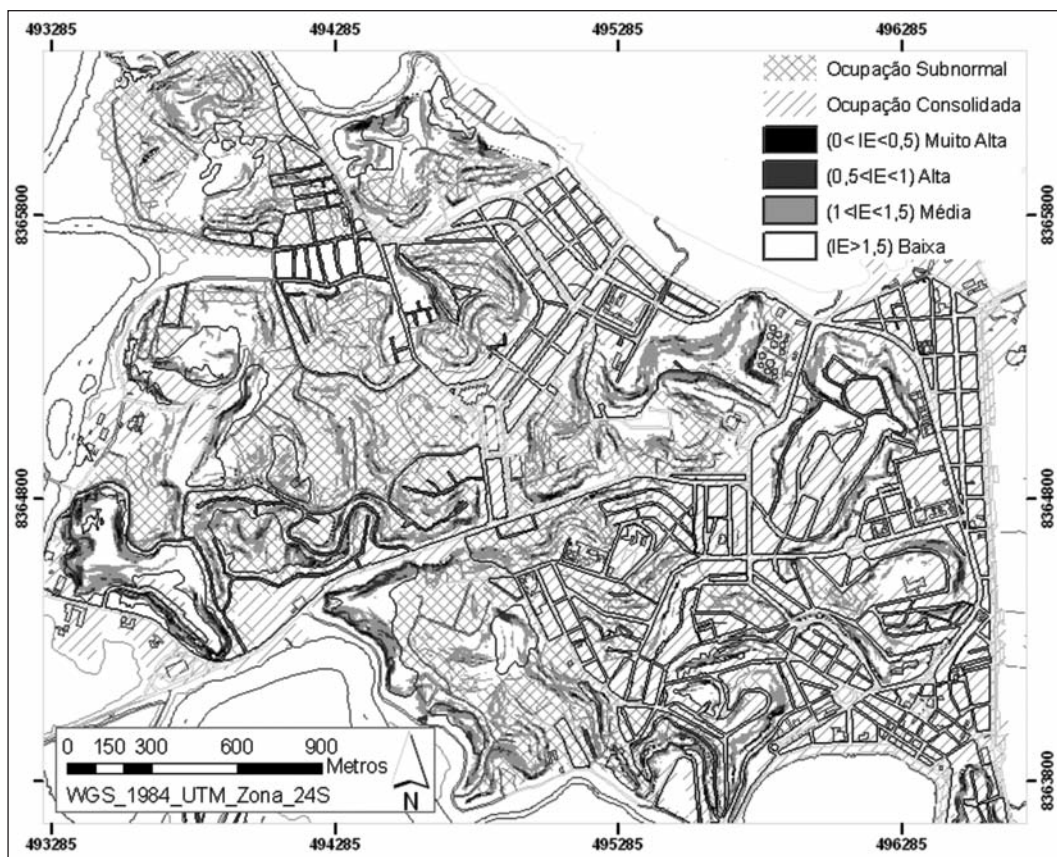 493285 494285 495285 496285
Ocupação Subnormal
Ocupação Consolidada
(0< IE<0,5) Muito Alta
(0,5<IE<1) Alta
(1<IE<1,5) Média
(IE>1,5) Baixa
8365800 8365800
8364800 8364800
8363800
0 150 300 600 900
Metros
WGS_1984_UTM_Zona_24S
N
493285 494285 495285 496285